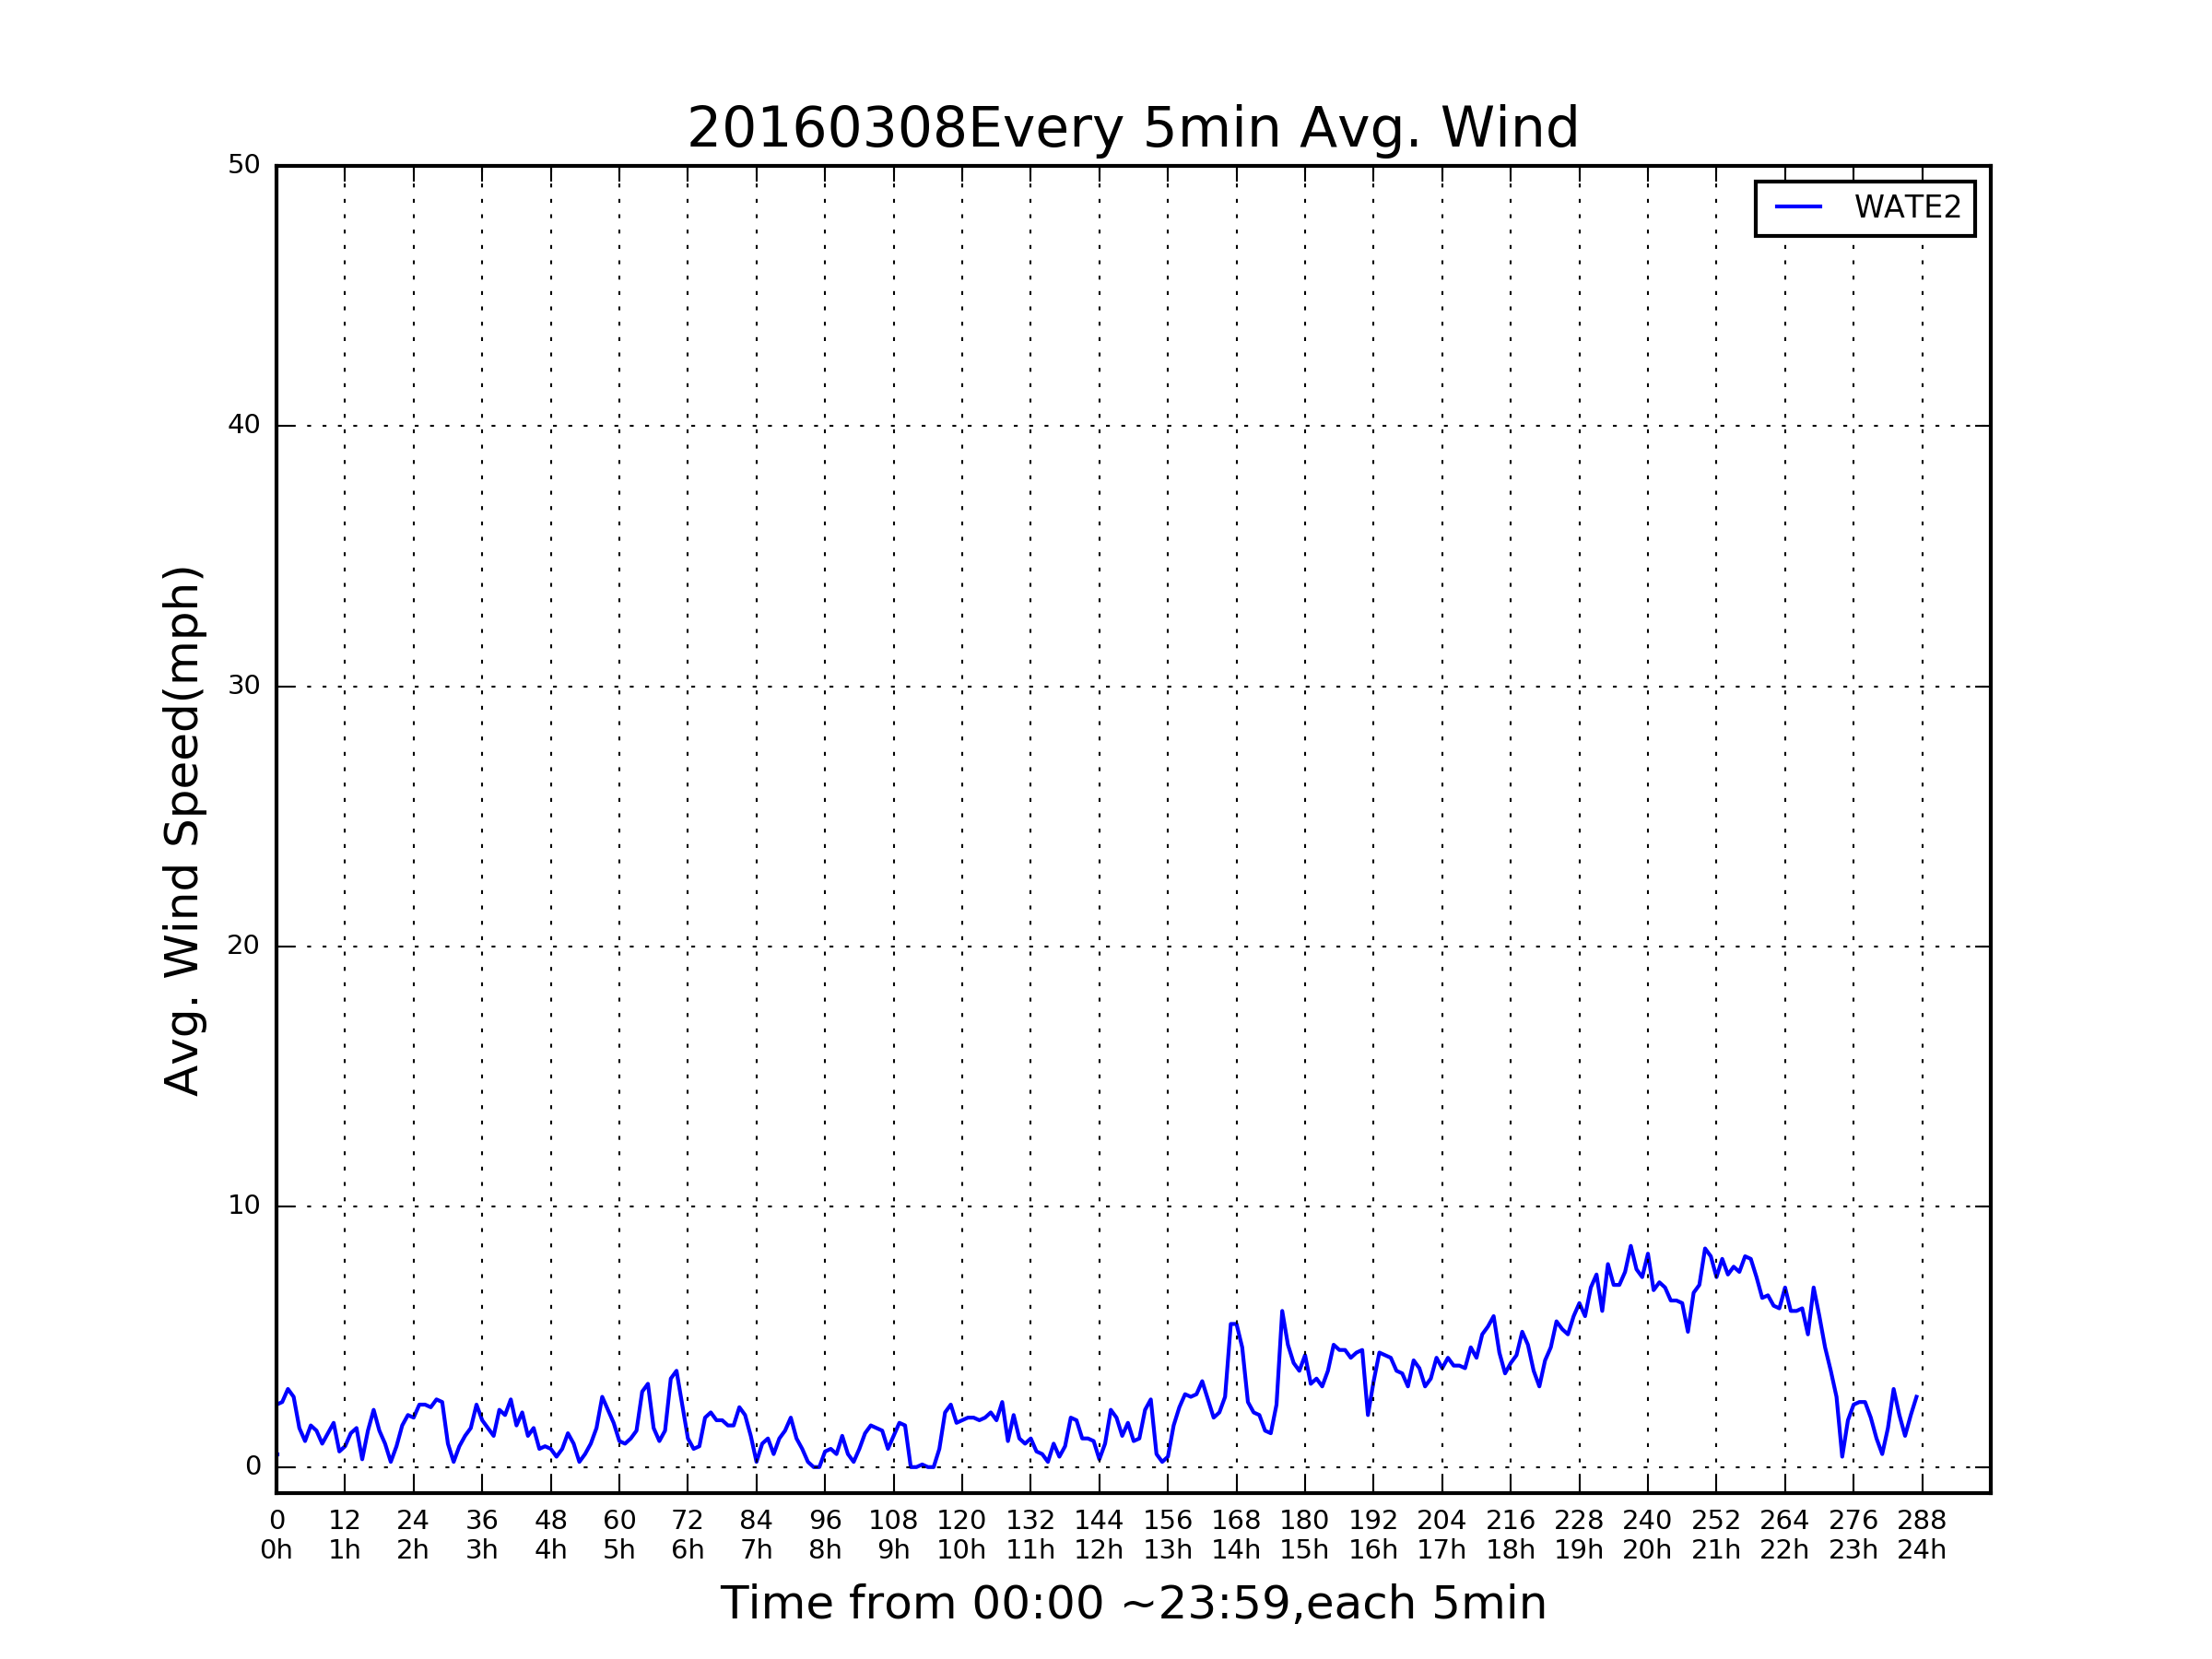 20160308Every 5min Avg. Wind
WATE2
Avg. Wind Speed(mph)
50
40
30
20
10
0
0 12 24 36 48 60 72 84 96 108 120 132 144 156 168 180 192 204 216 228 240 252 264 276 288
0h 1h 2h 3h 4h 5h 6h 7h 8h 9h 10h 11h 12h 13h 14h 15h 16h 17h 18h 19h 20h 21h 22h 23h 24h
Time from 00:00 ~23:59,each 5min